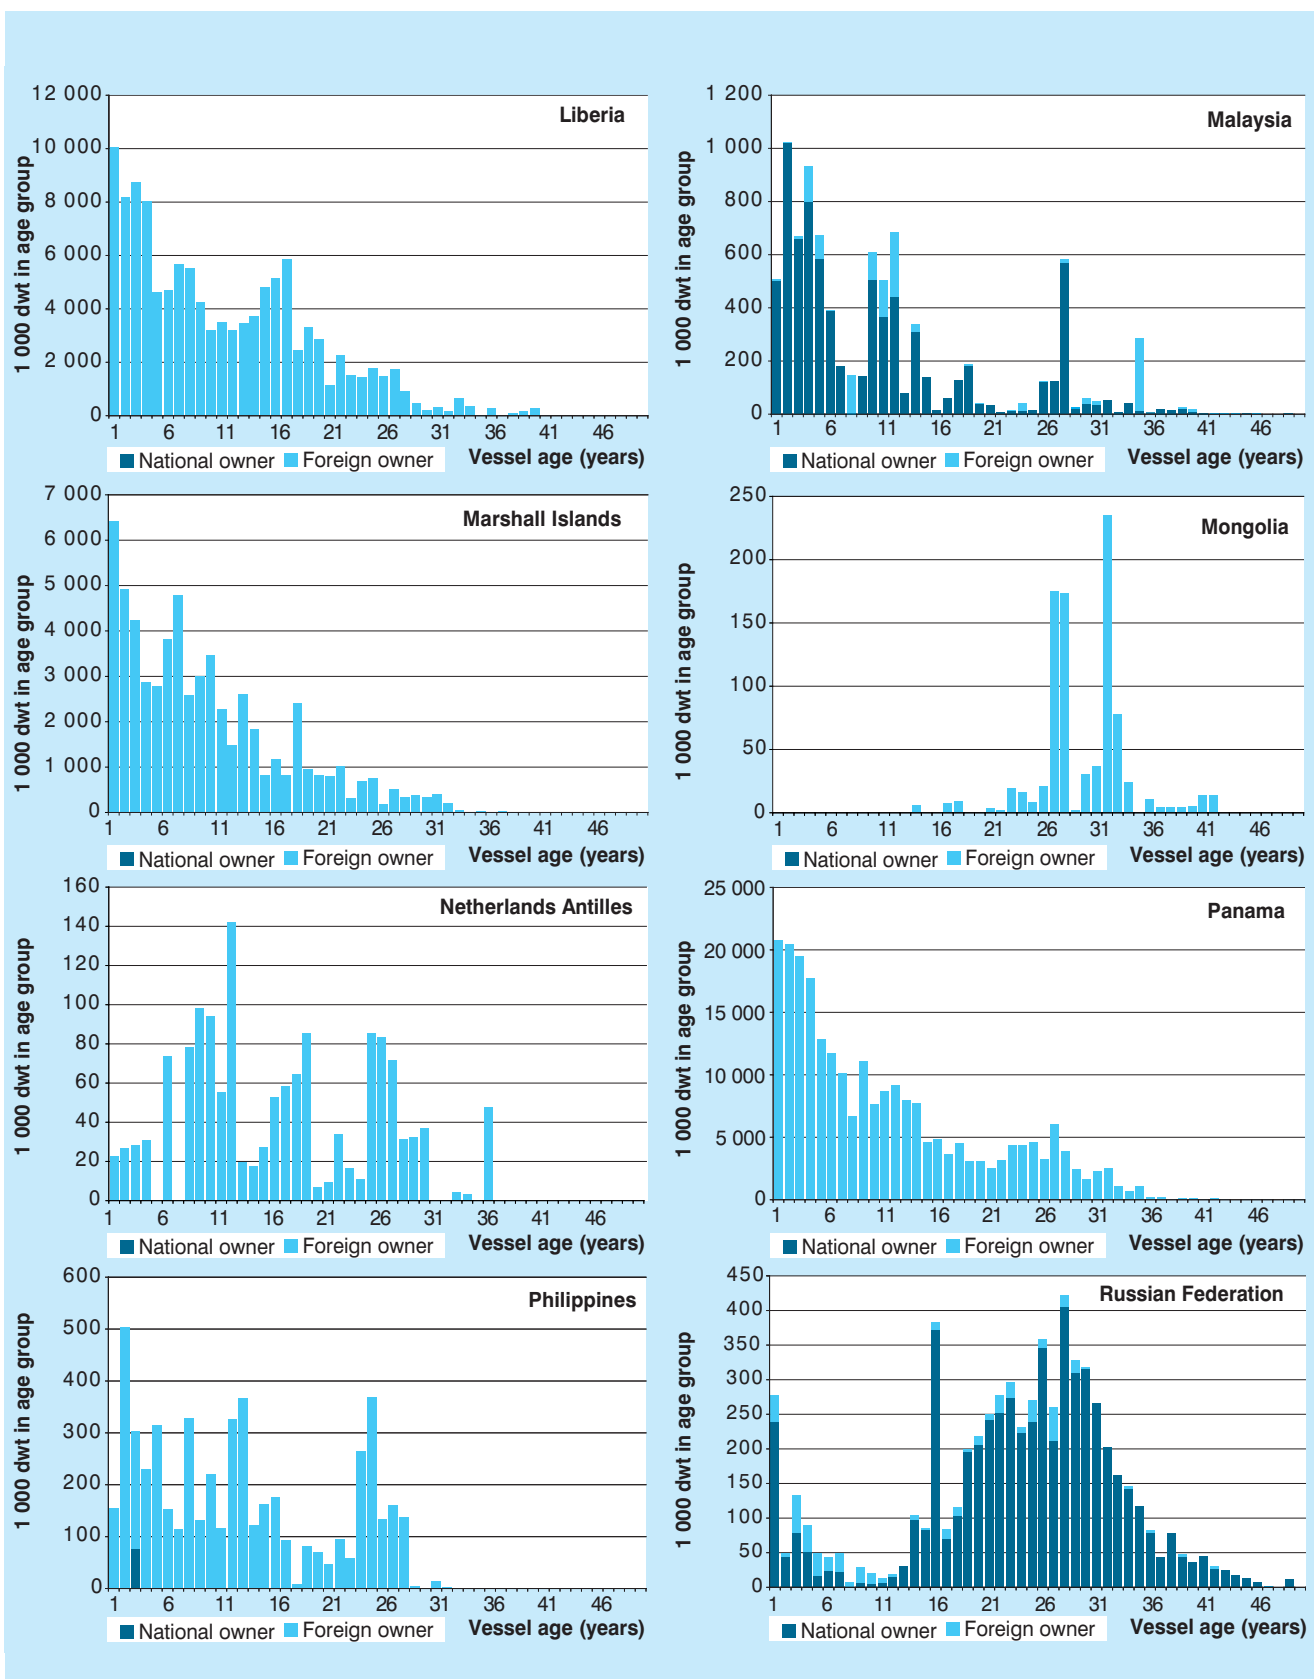 Liberia
1 000 dwt in age group
12 000
10 000
8 000
6 000
4 000
2 000
0
1 6 11 16 21 26 31 36 41 46
National owner Foreign owner Vessel age (years)
Malaysia
1 000 dwt in age group
1 200
1 000
800
600
400
200
0
1 6 11 16 21 26 31 36 41 46
National owner Foreign owner Vessel age (years)
Marshall Islands
1 000 dwt in age group
7 000
6 000
5 000
4 000
3 000
2 000
1 000
0
1 6 11 16 21 26 31 36 41 46
National owner Foreign owner Vessel age (years)
Mongolia
1 000 dwt in age group
250
200
150
100
50
0
1 6 11 16 21 26 31 36 41 46
National owner Foreign owner Vessel age (years)
Netherlands Antilles
1 000 dwt in age group
160
140
120
100
80
60
40
20
0
1 6 11 16 21 26 31 36 41 46
National owner Foreign owner Vessel age (years)
Panama
1 000 dwt in age group
25 000
20 000
15 000
10 000
5 000
0
1 6 11 16 21 26 31 36 41 46
National owner Foreign owner Vessel age (years)
Philippines
1 000 dwt in age group
600
500
400
300
200
100
0
1 6 11 16 21 26 31 36 41 46
National owner Foreign owner Vessel age (years)
Russian Federation
1 000 dwt in age group
450
400
350
300
250
200
150
100
50
0
1 6 11 16 21 26 31 36 41 46
National owner Foreign owner Vessel age (years)